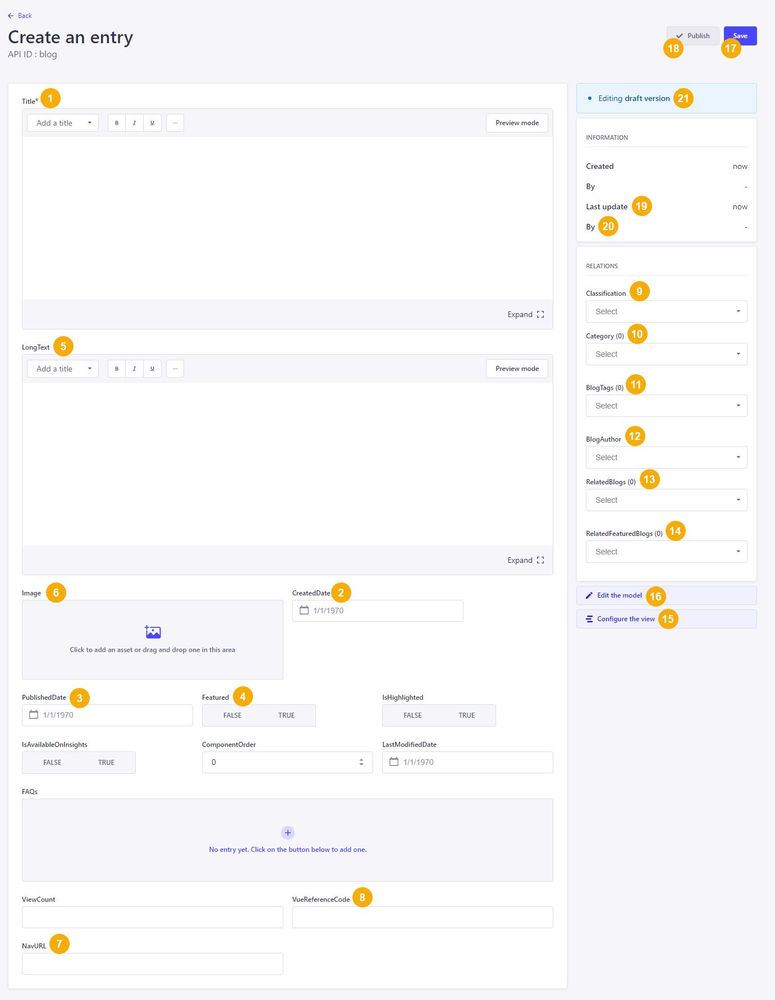 Back
Create an entry
API ID : blog
Publish
18
Save
17
Title* 1
Add a title
B I U ...
Preview mode
Expand
LongText 5
Add a title
B I U ...
Preview mode
Expand
Image 6
Click to add an asset or drag and drop one in this area
CreatedDate 2
1/1/1970
PublishedDate 3
1/1/1970
Featured 4
FALSE TRUE
IsHighlighted
FALSE TRUE
IsAvailableOnInsights
FALSE TRUE
ComponentOrder
0
LastModifiedDate
1/1/1970
FAQs
No entry yet. Click on the button below to add one.
ViewCount
VueReferenceCode 8
NavURL 7
Editing draft version 21
INFORMATION
Created now
By -
Last update 19 now
By 20 -
RELATIONS
Classification 9
Select
Category (0) 10
Select
BlogTags (0) 11
Select
BlogAuthor 12
Select
RelatedBlogs (0) 13
Select
RelatedFeaturedBlogs (0) 14
Select
Edit the model 16
Configure the view 15